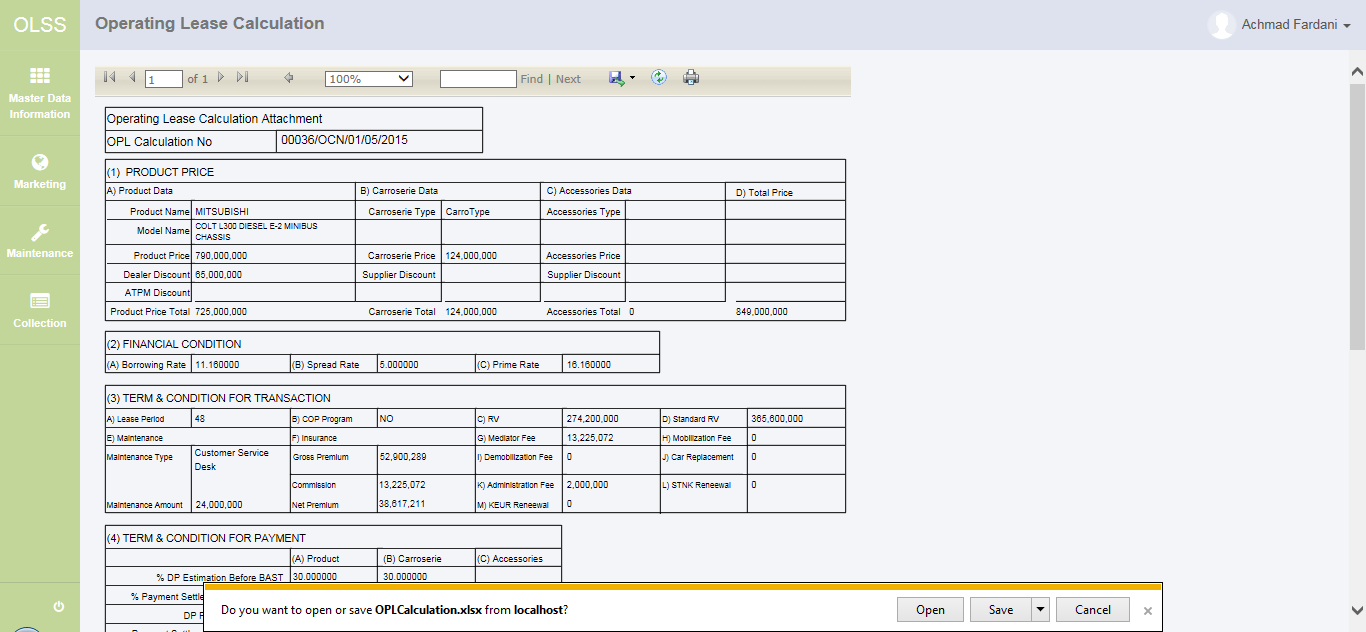 OLSS
Operating Lease Calculation
Achmad Fardani
Master Data
Information
Marketing
Maintenance
Collection
1 of 1 100% Find | Next
Operating Lease Calculation Attachment
OPL Calculation No 00036/OCN/01/05/2015
(1) PRODUCT PRICE
A) Product Data B) Carroserie Data C) Accessories Data D) Total Price
Product Name MITSUBISHI Carroserie Type CarroType Accessories Type
Model Name COLT L300 DIESEL E-2 MINIBUS
CHASSIS
Product Price 790,000,000 Carroserie Price 124,000,000 Accessories Price
Dealer Discount 65,000,000 Supplier Discount Supplier Discount
ATPM Discount
Product Price Total 725,000,000 Carroserie Total 124,000,000 Accessories Total 0 849,000,000
(2) FINANCIAL CONDITION
(A) Borrowing Rate 11.160000 (B) Spread Rate 5.000000 (C) Prime Rate 16.160000
(3) TERM & CONDITION FOR TRANSACTION
A) Lease Period 48 B) COP Program NO C) RV 274,200,000 D) Standard RV 365,600,000
E) Maintenance F) Insurance G) Mediator Fee 13,225,072 H) Mobilization Fee 0
Maintenance Type Customer Service
Desk Gross Premium 52,900,289 I) Demobilization Fee 0 J) Car Replacement 0
Commission 13,225,072 K) Administration Fee 2,000,000 L) STNK Reneewal 0
Maintenance Amount 24,000,000 Net Premium 38,617,211 M) KEUR Reneewal 0
(4) TERM & CONDITION FOR PAYMENT
(A) Product (B) Carroserie (C) Accessories
% DP Estimation Before BAST 30.000000 30.000000
% Payment Settle
DP
Do you want to open or save OPLCalculation.xlsx from localhost?
Open Save Cancel